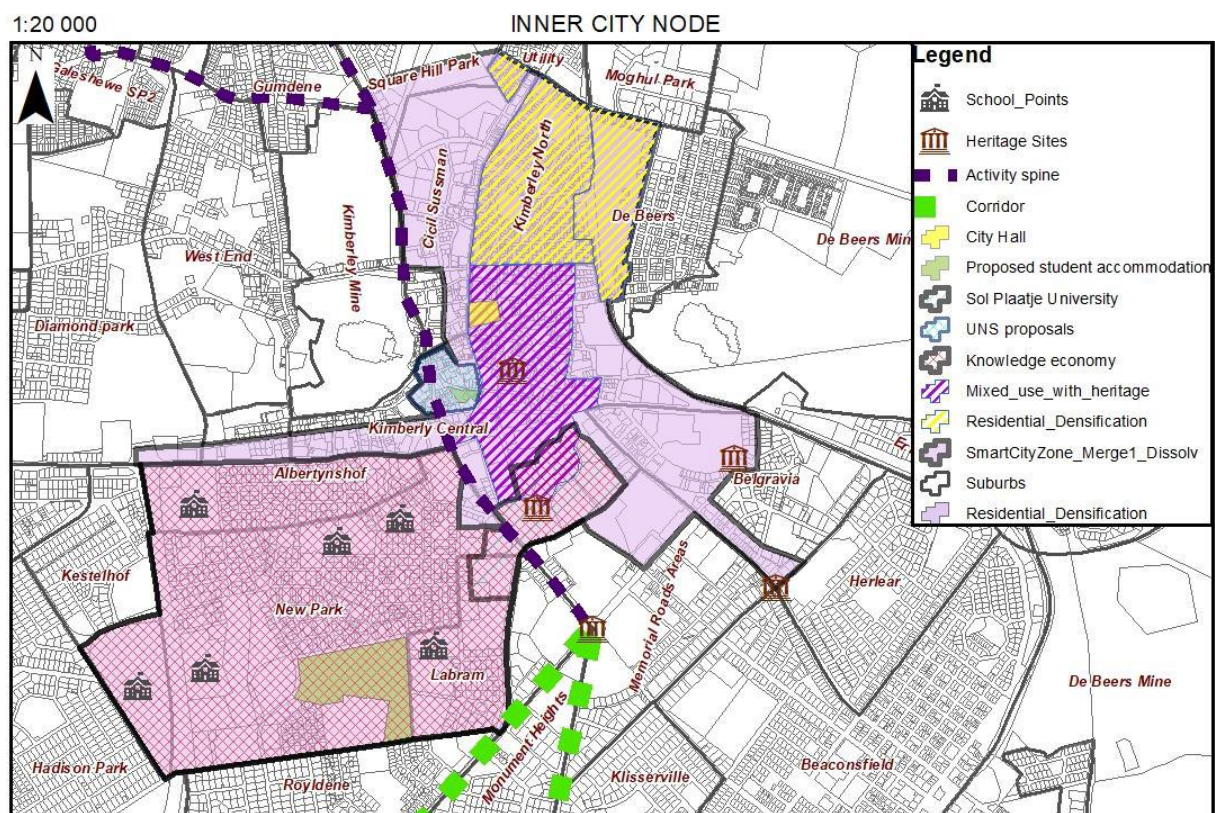 1:20 000
INNER CITY NODE
N
Galeshewe SP2
Gumdene
Square Hill Park
Utility
Moghul Park
Kimberley North
Cicil Sussman
Kimberley Mine
West End
De Beers
De Beers Min
Diamond park
Kimberly Central
Albertynshof
Belgravia
E
Kestelhof
New Park
Herlear
Memorial Roads Areas
Labram
De Beers Mine
Hadison Park
Royldene
Monument Heights
Klisserville
Beaconsfield
Legend
School_Points
Heritage Sites
Activity spine
Corridor
City Hall
Proposed student accommodation
Sol Plaatje University
UNS proposals
Knowledge economy
Mixed_use_with_heritage
Residential_Densification
SmartCityZone_Merge1_Dissolv
Suburbs
Residential_Densification